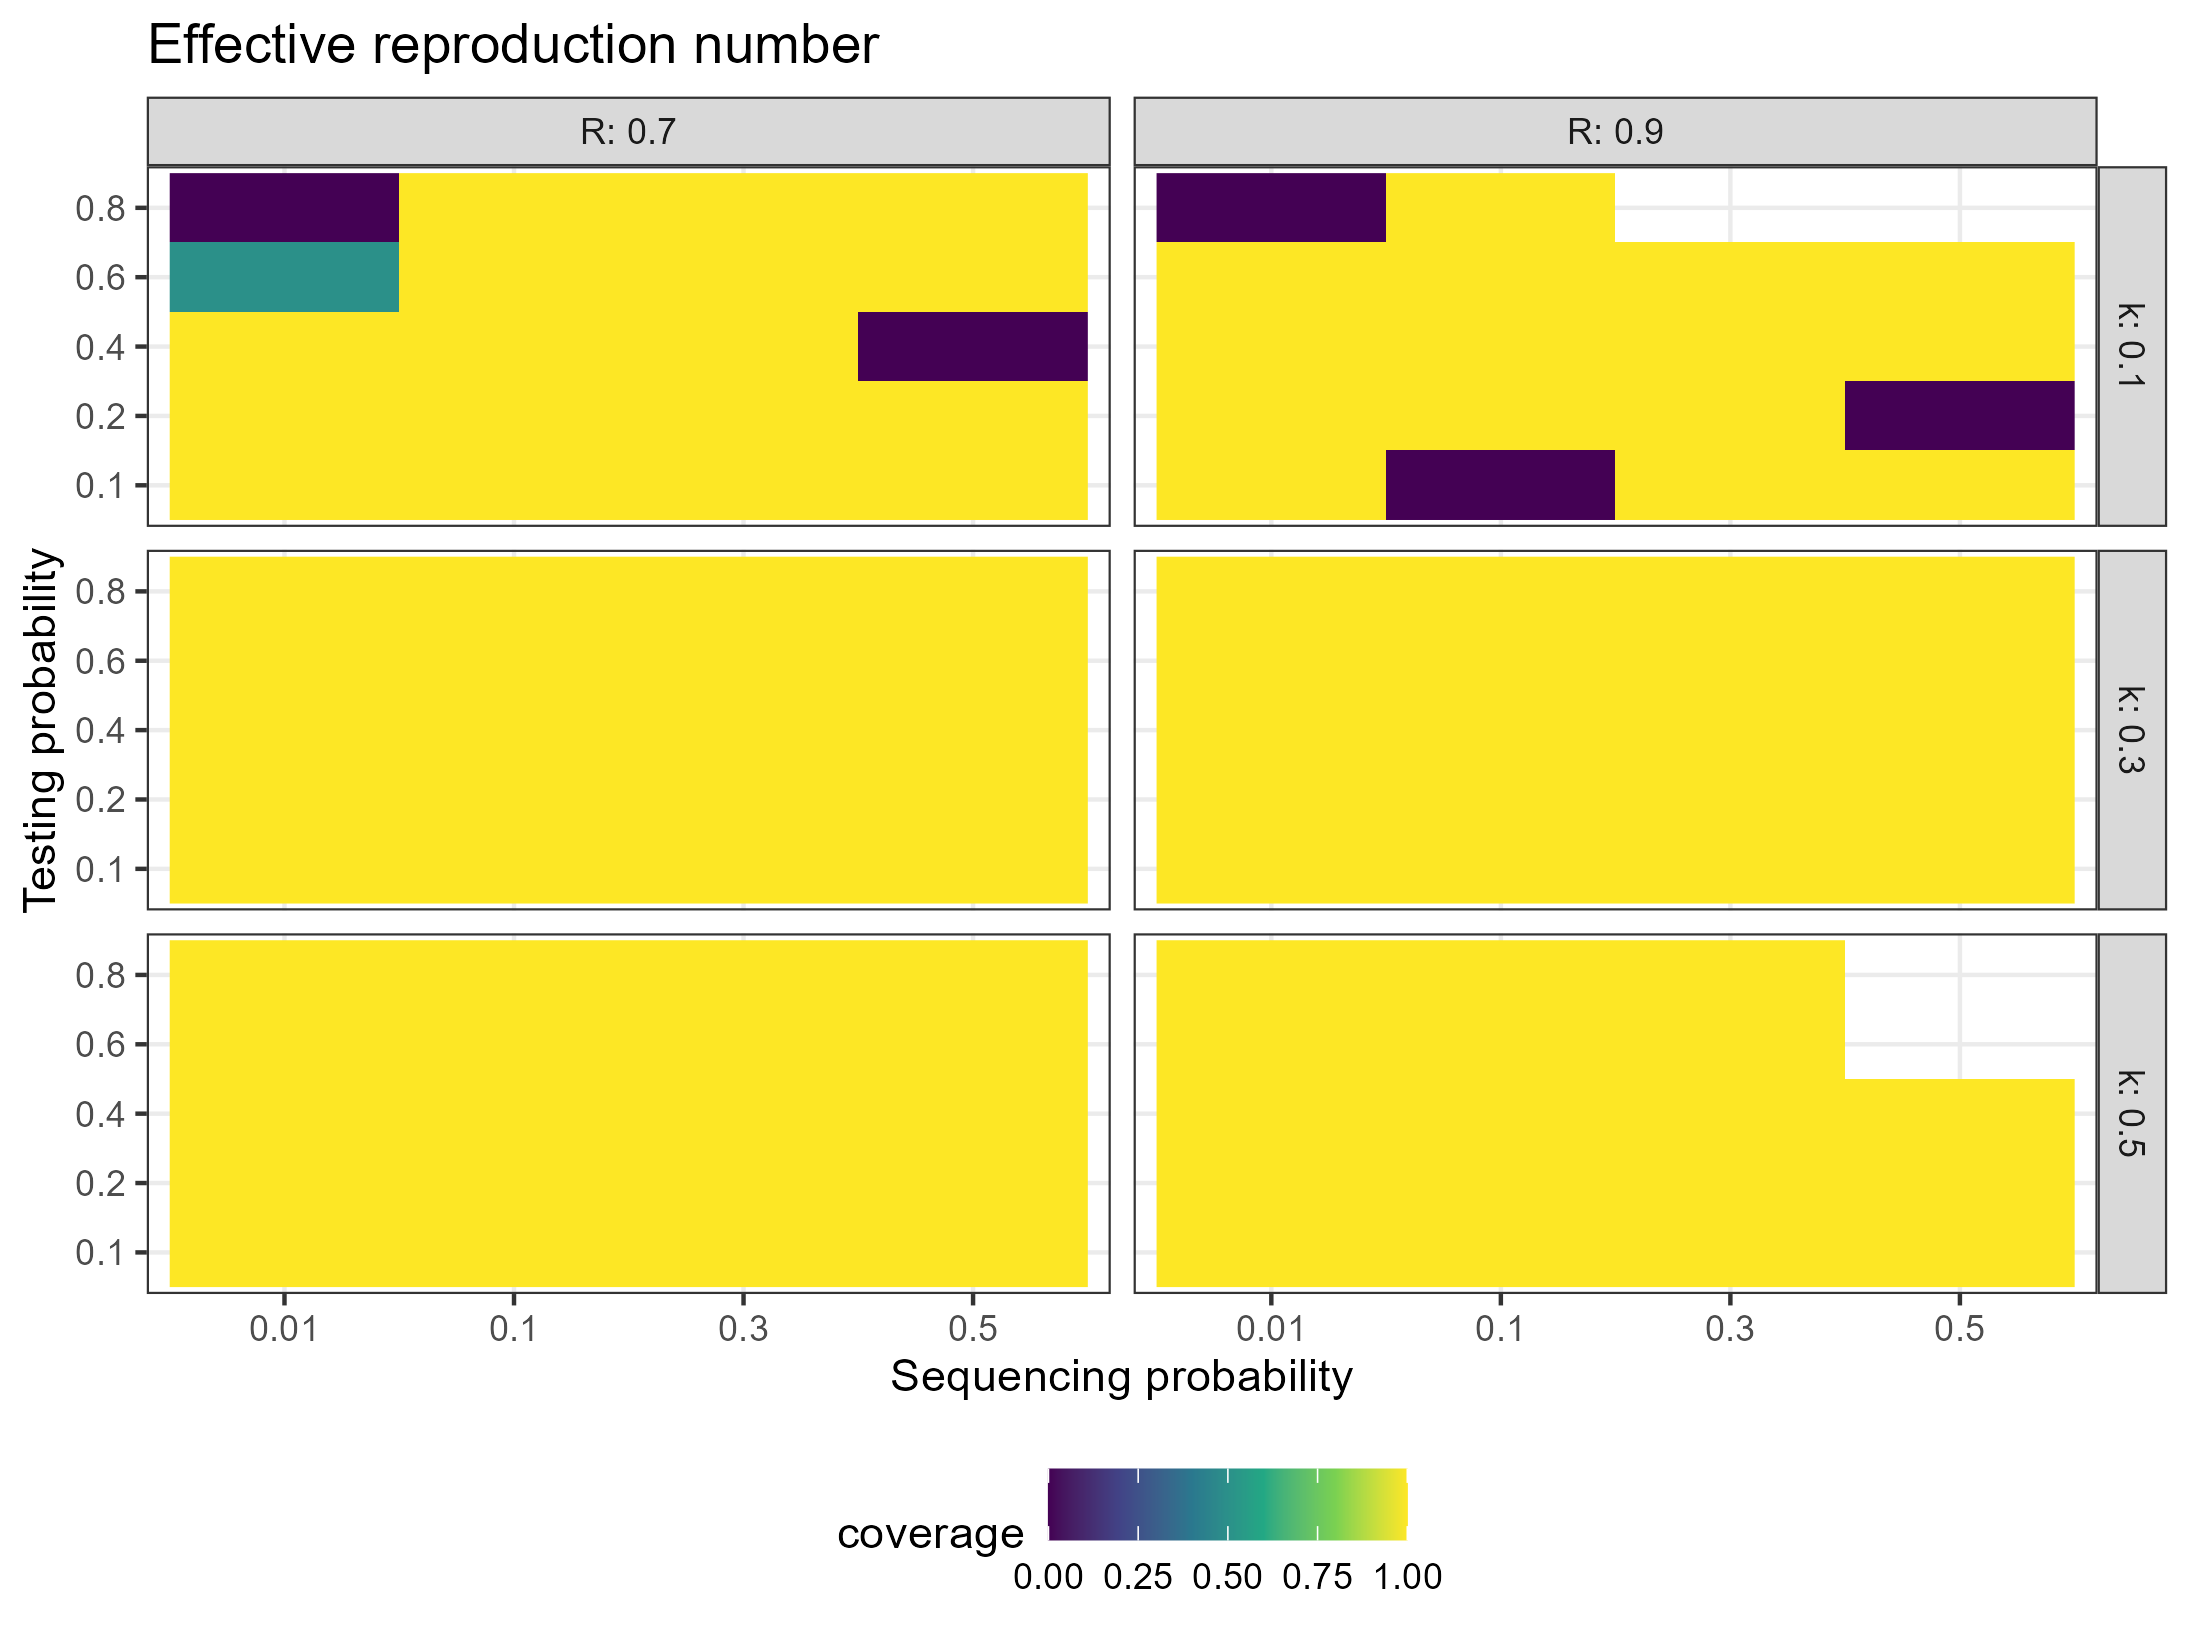 Effective reproduction number
R: 0.7
R: 0.9
0.8
0.6
0.4
0.2
0.1
k: 0.1
Testing probability
0.8
0.6
0.4
0.2
0.1
k: 0.3
0.8
0.6
0.4
0.2
0.1
k: 0.5
0.01 0.1 0.3 0.5
0.01 0.1 0.3 0.5
Sequencing probability
coverage
0.00 0.25 0.50 0.75 1.00